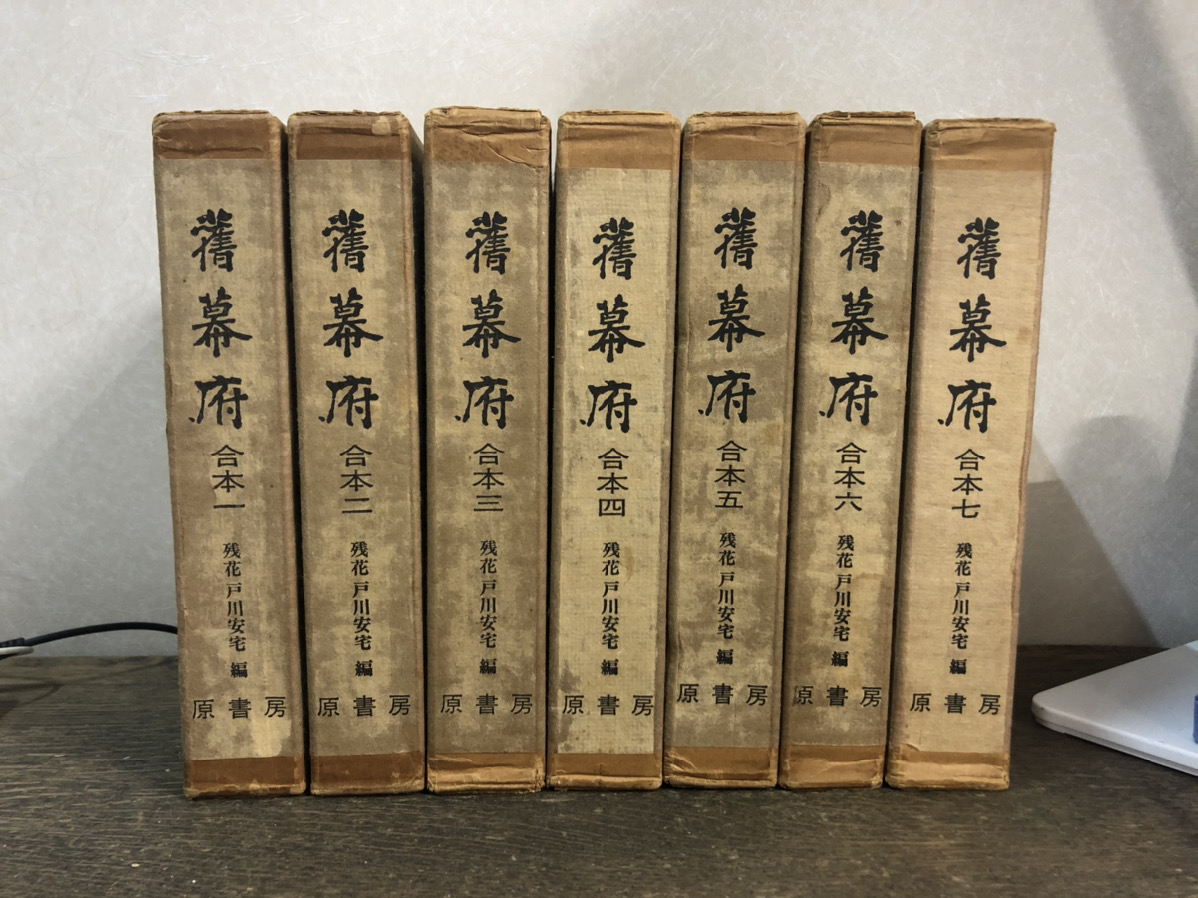 舊幕府
合本一
残花 戸川安宅 編
原書房
舊幕府
合本二
残花 戸川安宅 編
原書房
舊幕府
合本三
残花 戸川安宅 編
原書房
舊幕府
合本四
残花 戸川安宅 編
原書房
舊幕府
合本五
残花 戸川安宅 編
原書房
舊幕府
合本六
残花 戸川安宅 編
原書房
舊幕府
合本七
残花 戸川安宅 編
原書房